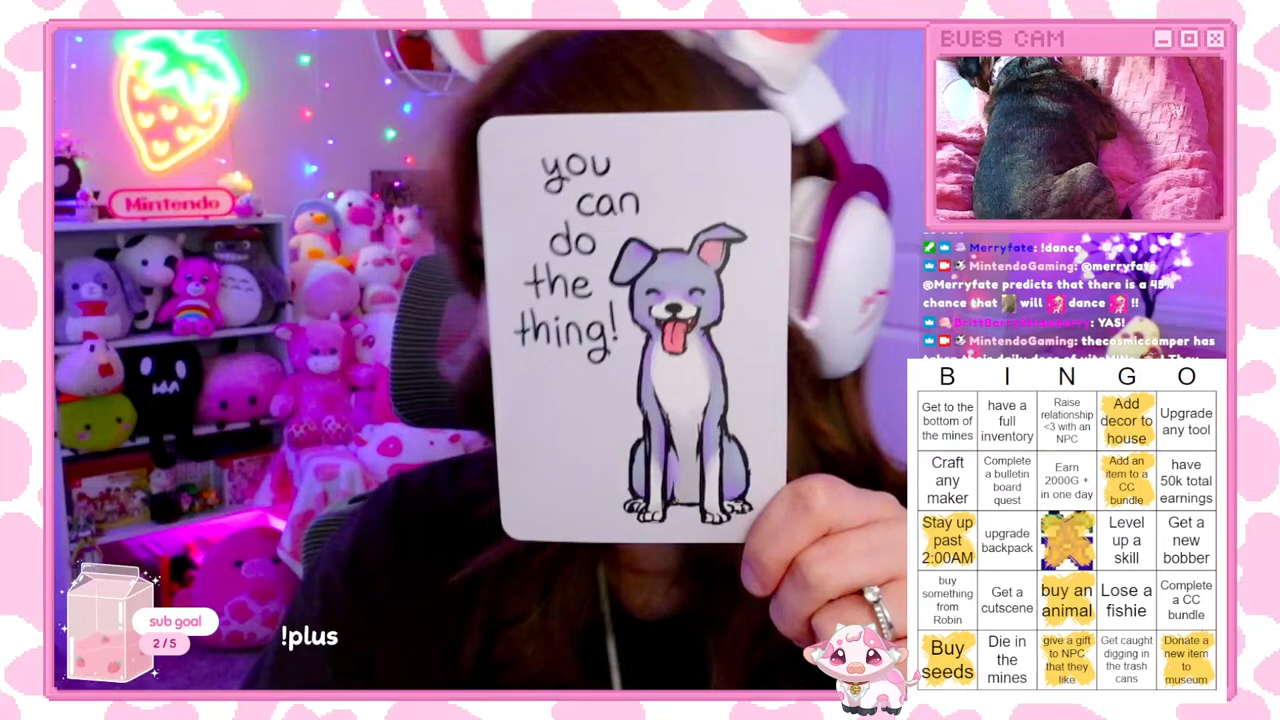 BUBS CAM
Mintendo
you
can
do
the
thing!
Merryfate: !dance
MintendoGaming: @merryfate
@Merryfate predicts that there is a 45%
chance that will dance !!
BrittBerryStrawberry: YAS!
MintendoGaming: thecosmiccamper has
B I N G O
Get to the
bottom of
the mines
have a
full
inventory
Raise
relationship
<3 with an
NPC
Add
decor to
house
Upgrade
any tool
Craft
any
maker
Complete
a bulletin
board
quest
Earn
2000G +
in one day
Add an
item to a
CC
bundle
have
50k total
earnings
Stay up
past
2:00AM
upgrade
backpack
Level
up a
skill
Get a
new
bobber
buy
something
from
Robin
Get a
cutscene
buy an
animal
Lose a
fishie
Complete
a CC
bundle
Buy
seeds
Die in
the
mines
give a gift
to NPC
that they
like
Get caught
digging in
the trash
cans
Donate a
new item
to
museum
sub goal
2/5
!plus